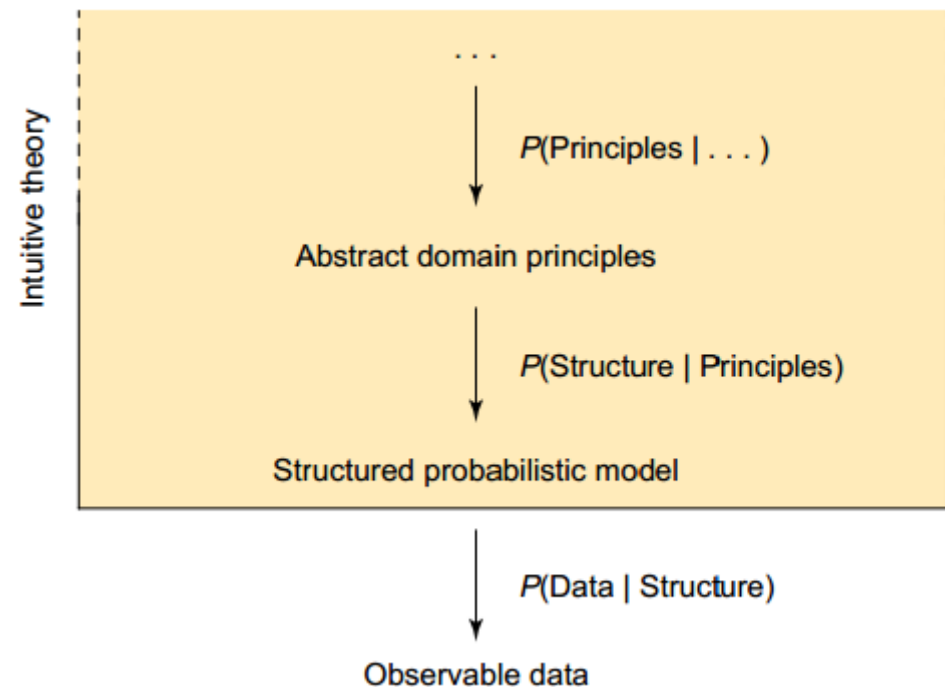 . . .
P(Principles | . . . )
Intuitive theory
Abstract domain principles
P(Structure | Principles)
Structured probabilistic model
P(Data | Structure)
Observable data